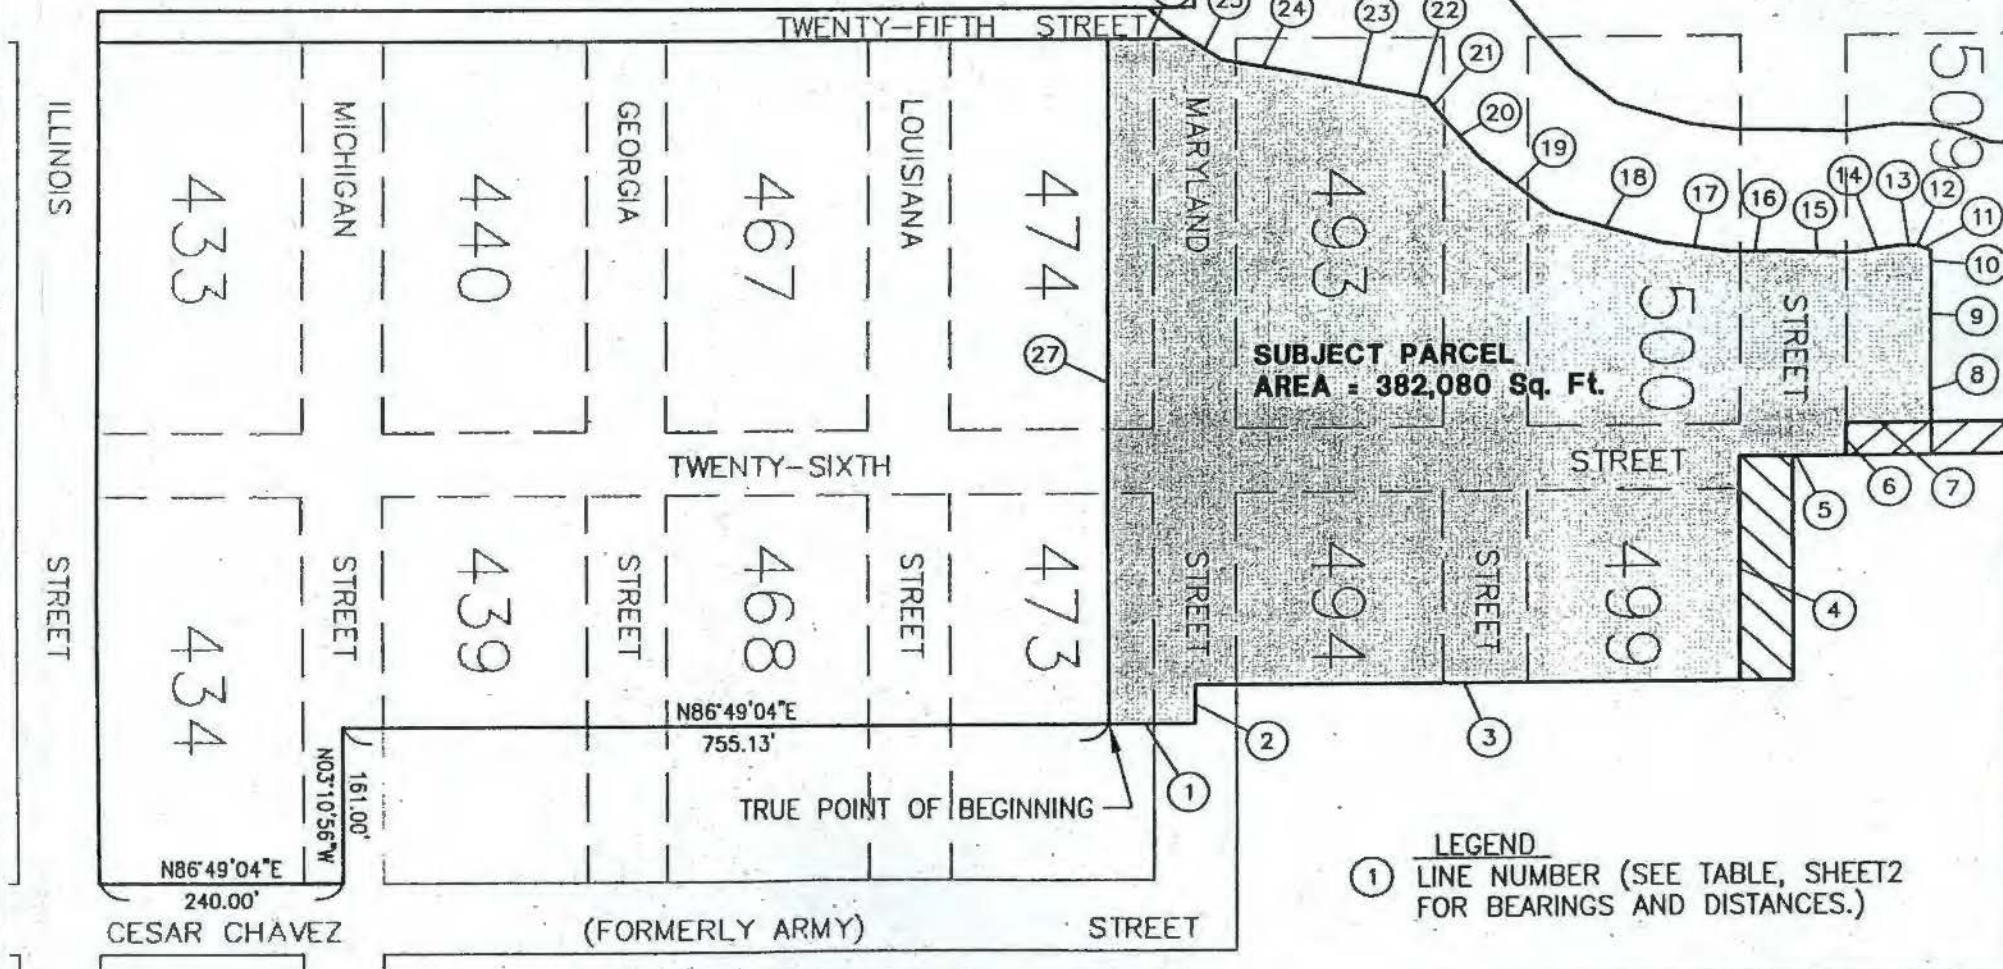 TWENTY-FIFTH STREET
25
24
23
22
21
20
19
18
17
16
15
14
13
12
11
10
9
8
ILLINOIS
MICHIGAN
GEORGIA
LOUISIANA
MARYLAND
433
440
467
474
493
500
509
STREET
27
SUBJECT PARCEL
AREA = 382,080 Sq. Ft.
TWENTY-SIXTH STREET
6
7
5
4
STREET
STREET
STREET
STREET
STREET
STREET
434
439
468
473
494
499
N86°49'04"E
755.13'
2
3
1
N03°10'56"W
161.00'
TRUE POINT OF BEGINNING
N86°49'04"E
240.00'
CESAR CHAVEZ (FORMERLY ARMY) STREET
LEGEND
1 LINE NUMBER (SEE TABLE, SHEET2
FOR BEARINGS AND DISTANCES.)